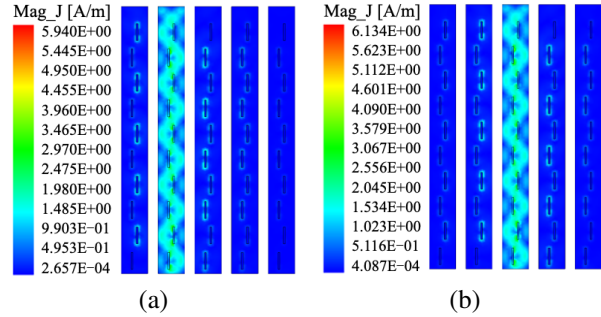 Mag_J [A/m]
5.940E+00
5.445E+00
4.950E+00
4.455E+00
3.960E+00
3.465E+00
2.970E+00
2.475E+00
1.980E+00
1.485E+00
9.903E-01
4.953E-01
2.657E-04
(a)
Mag_J [A/m]
6.134E+00
5.623E+00
5.112E+00
4.601E+00
4.090E+00
3.579E+00
3.067E+00
2.556E+00
2.045E+00
1.534E+00
1.023E+00
5.116E-01
4.087E-04
(b)